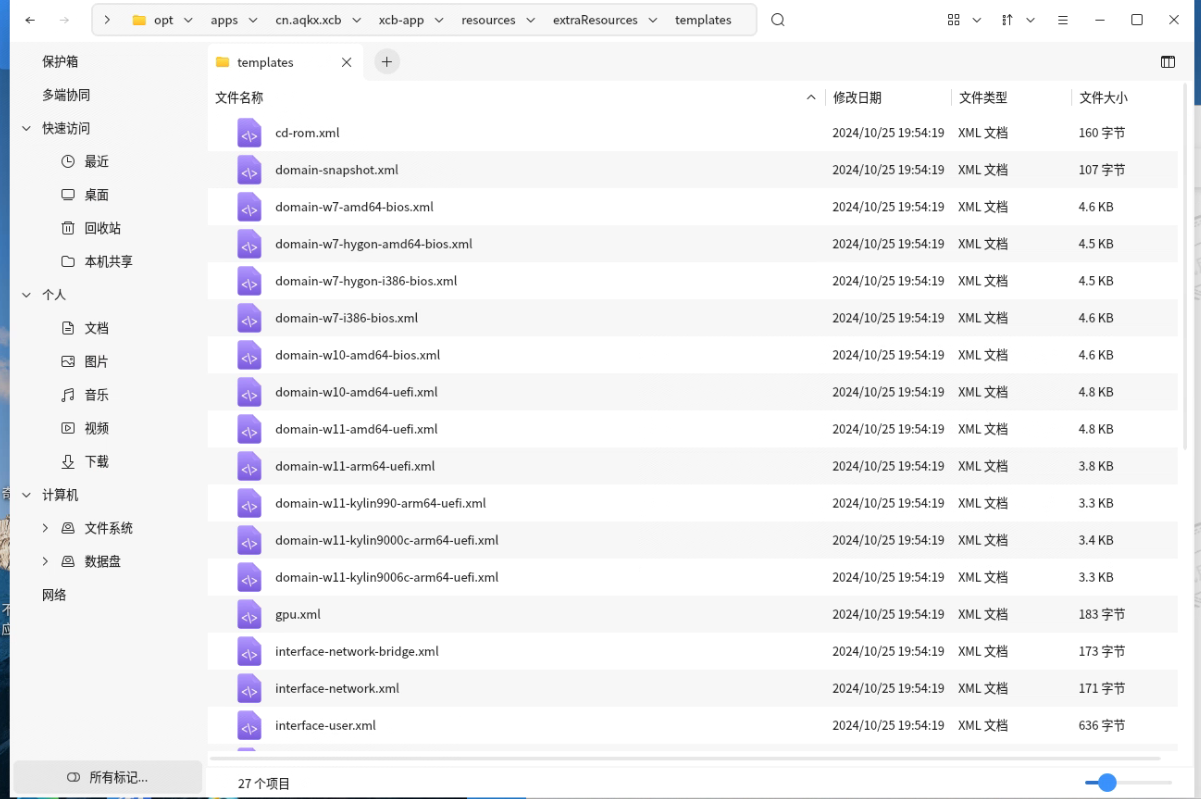 opt apps cn.aqkx.xcb xcb-app resources extraResources templates
保护箱
多端协同
快速访问
最近
桌面
回收站
本机共享
个人
文档
图片
音乐
视频
下载
计算机
文件系统
数据盘
网络
所有标记...
templates
文件名称 修改日期 文件类型 文件大小
cd-rom.xml 2024/10/25 19:54:19 XML 文档 160 字节
domain-snapshot.xml 2024/10/25 19:54:19 XML 文档 107 字节
domain-w7-amd64-bios.xml 2024/10/25 19:54:19 XML 文档 4.6 KB
domain-w7-hygon-amd64-bios.xml 2024/10/25 19:54:19 XML 文档 4.5 KB
domain-w7-hygon-i386-bios.xml 2024/10/25 19:54:19 XML 文档 4.5 KB
domain-w7-i386-bios.xml 2024/10/25 19:54:19 XML 文档 4.6 KB
domain-w10-amd64-bios.xml 2024/10/25 19:54:19 XML 文档 4.6 KB
domain-w10-amd64-uefi.xml 2024/10/25 19:54:19 XML 文档 4.8 KB
domain-w11-amd64-uefi.xml 2024/10/25 19:54:19 XML 文档 4.8 KB
domain-w11-arm64-uefi.xml 2024/10/25 19:54:19 XML 文档 3.8 KB
domain-w11-kylin990-arm64-uefi.xml 2024/10/25 19:54:19 XML 文档 3.3 KB
domain-w11-kylin9000c-arm64-uefi.xml 2024/10/25 19:54:19 XML 文档 3.4 KB
domain-w11-kylin9006c-arm64-uefi.xml 2024/10/25 19:54:19 XML 文档 3.3 KB
gpu.xml 2024/10/25 19:54:19 XML 文档 183 字节
interface-network-bridge.xml 2024/10/25 19:54:19 XML 文档 173 字节
interface-network.xml 2024/10/25 19:54:19 XML 文档 171 字节
interface-user.xml 2024/10/25 19:54:19 XML 文档 636 字节
27 个项目